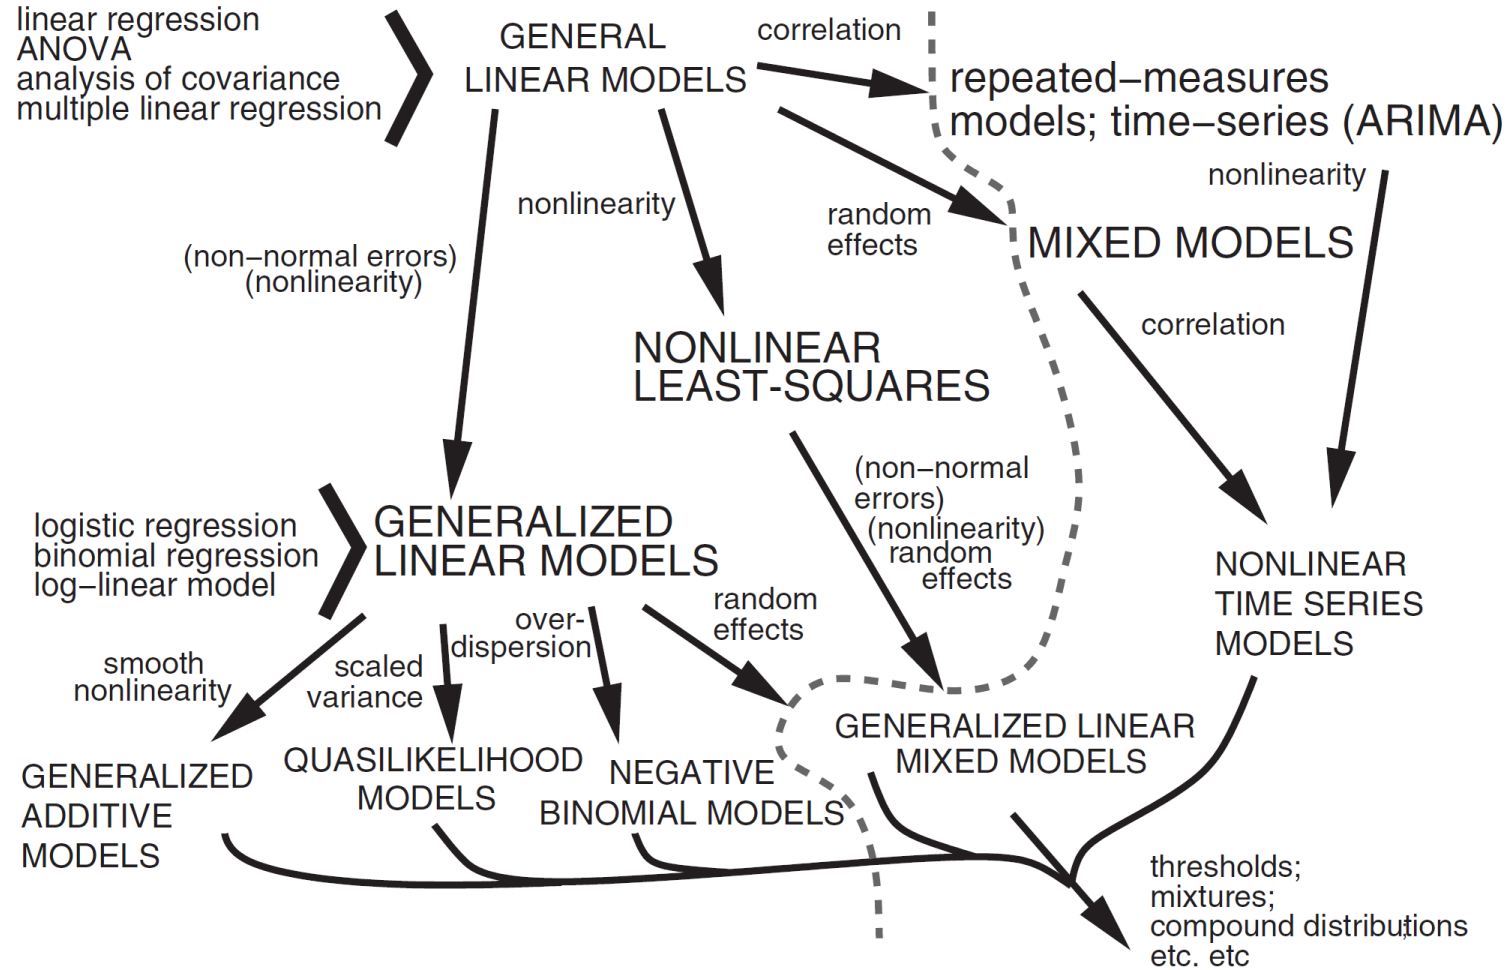 linear regression
ANOVA
analysis of covariance
multiple linear regression
GENERAL
LINEAR MODELS
correlation
repeated−measures
models; time−series (ARIMA)
nonlinearity
nonlinearity
random
effects
MIXED MODELS
(non−normal errors)
(nonlinearity)
correlation
NONLINEAR
LEAST-SQUARES
(non−normal
errors)
(nonlinearity)
random
effects
logistic regression
binomial regression
log−linear model
GENERALIZED
LINEAR MODELS
NONLINEAR
TIME SERIES
MODELS
smooth
nonlinearity
scaled
variance
over-
dispersion
random
effects
GENERALIZED
ADDITIVE
MODELS
QUASILIKELIHOOD
MODELS
NEGATIVE
BINOMIAL MODELS
GENERALIZED LINEAR
MIXED MODELS
thresholds;
mixtures;
compound distributions;
etc. etc